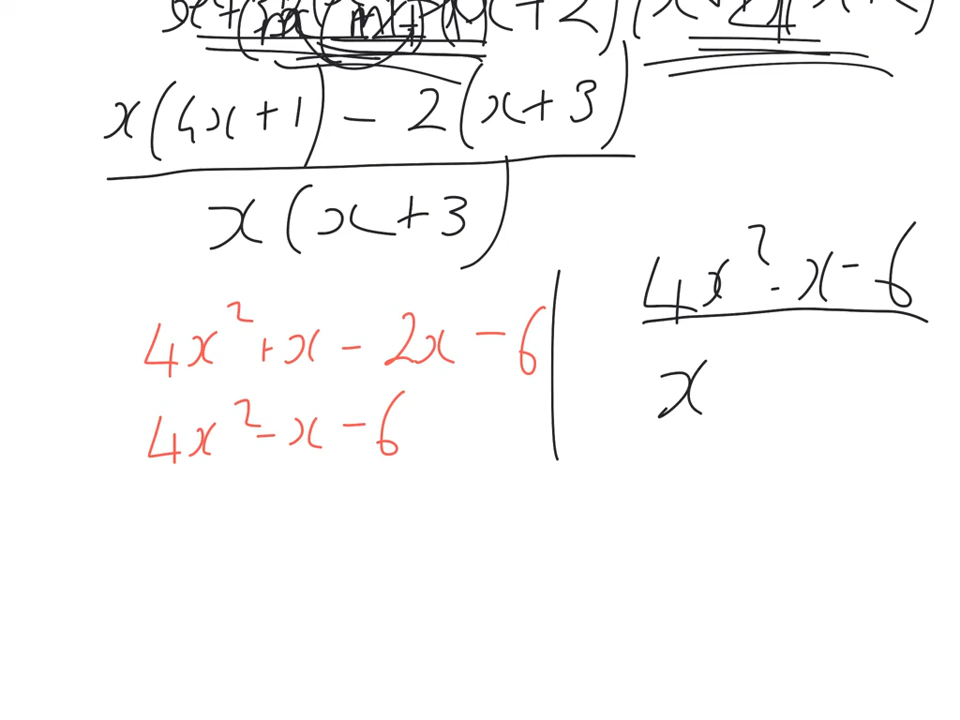 x(4x+1) - 2(x+3)
x(x+3)
4x² + x - 2x - 6
4x² - x - 6
4x² - x - 6
x